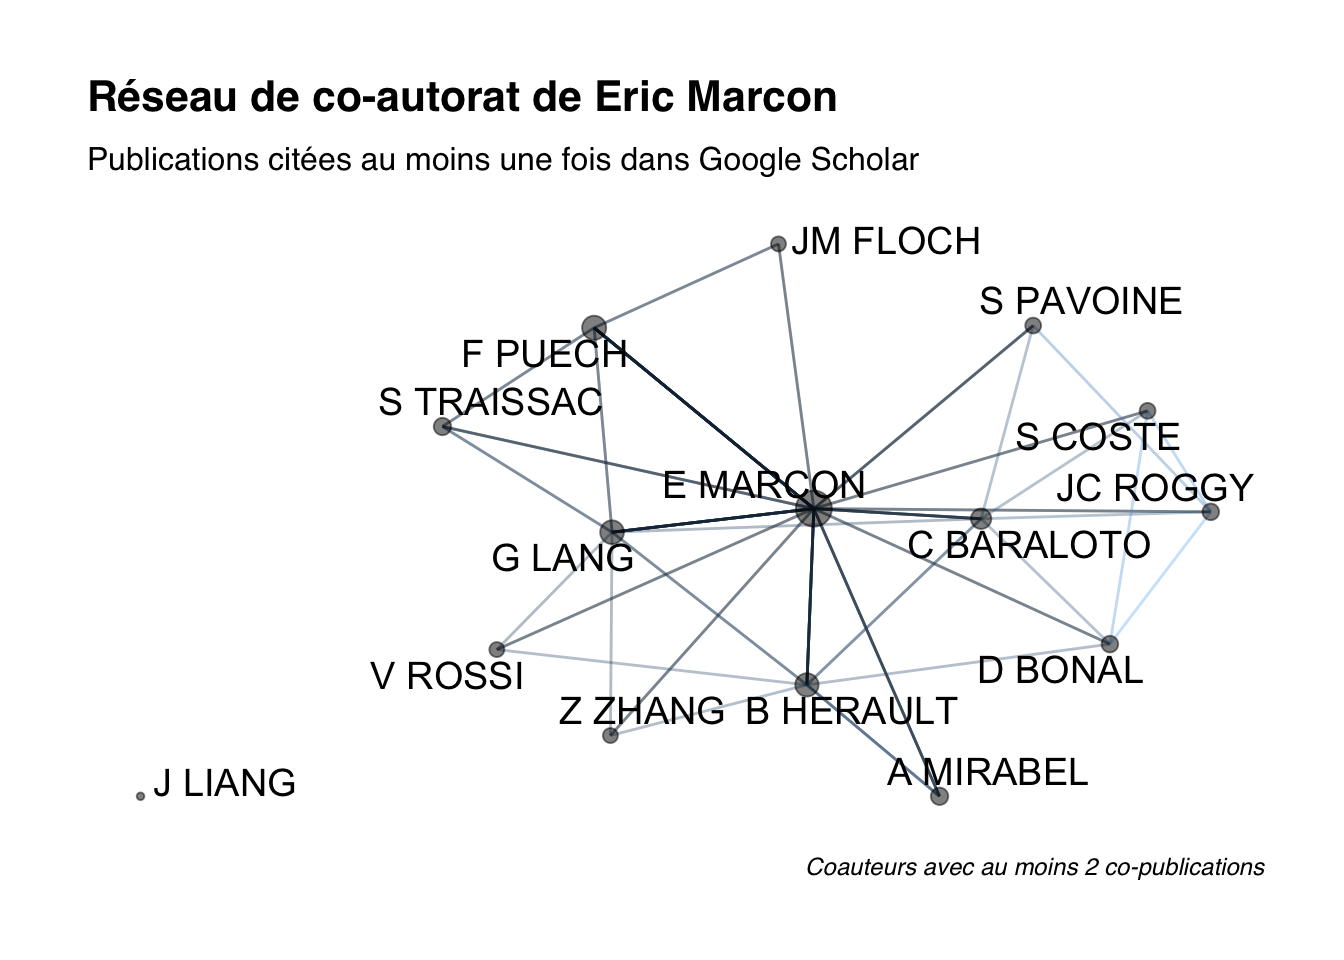 Réseau de co-autorat de Eric Marcon
Publications citées au moins une fois dans Google Scholar
JM FLOCH
S PAVOINE
F PUECH
S TRAISSAC
S COSTE
E MARCON
JC ROGGY
C BARALOTO
G LANG
V ROSSI
D BONAL
Z ZHANG
B HERAULT
A MIRABEL
J LIANG
Coauteurs avec au moins 2 co-publications